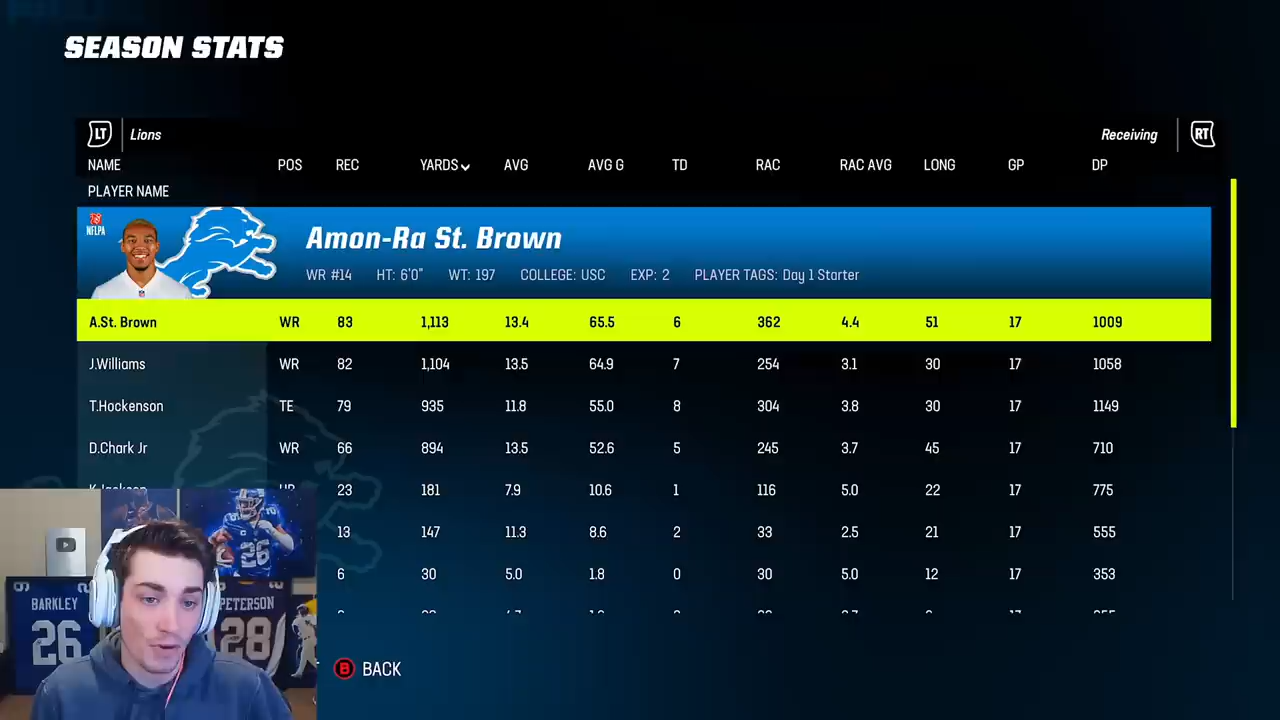 SEASON STATS
LT Lions Receiving RT
NAME POS REC YARDS AVG AVG G TD RAC RAC AVG LONG GP DP
PLAYER NAME
NFLPA
Amon-Ra St. Brown
WR #14 HT: 6'0" WT: 197 COLLEGE: USC EXP: 2 PLAYER TAGS: Day 1 Starter
A.St. Brown WR 83 1,113 13.4 65.5 6 362 4.4 51 17 1009
J.Williams WR 82 1,104 13.5 64.9 7 254 3.1 30 17 1058
T.Hockenson TE 79 935 11.8 55.0 8 304 3.8 30 17 1149
D.Chark Jr WR 66 894 13.5 52.6 5 245 3.7 45 17 710
23 181 7.9 10.6 1 116 5.0 22 17 775
13 147 11.3 8.6 2 33 2.5 21 17 555
6 30 5.0 1.8 0 30 5.0 12 17 353
26
BARKLEY
26
PETERSON
28
B BACK